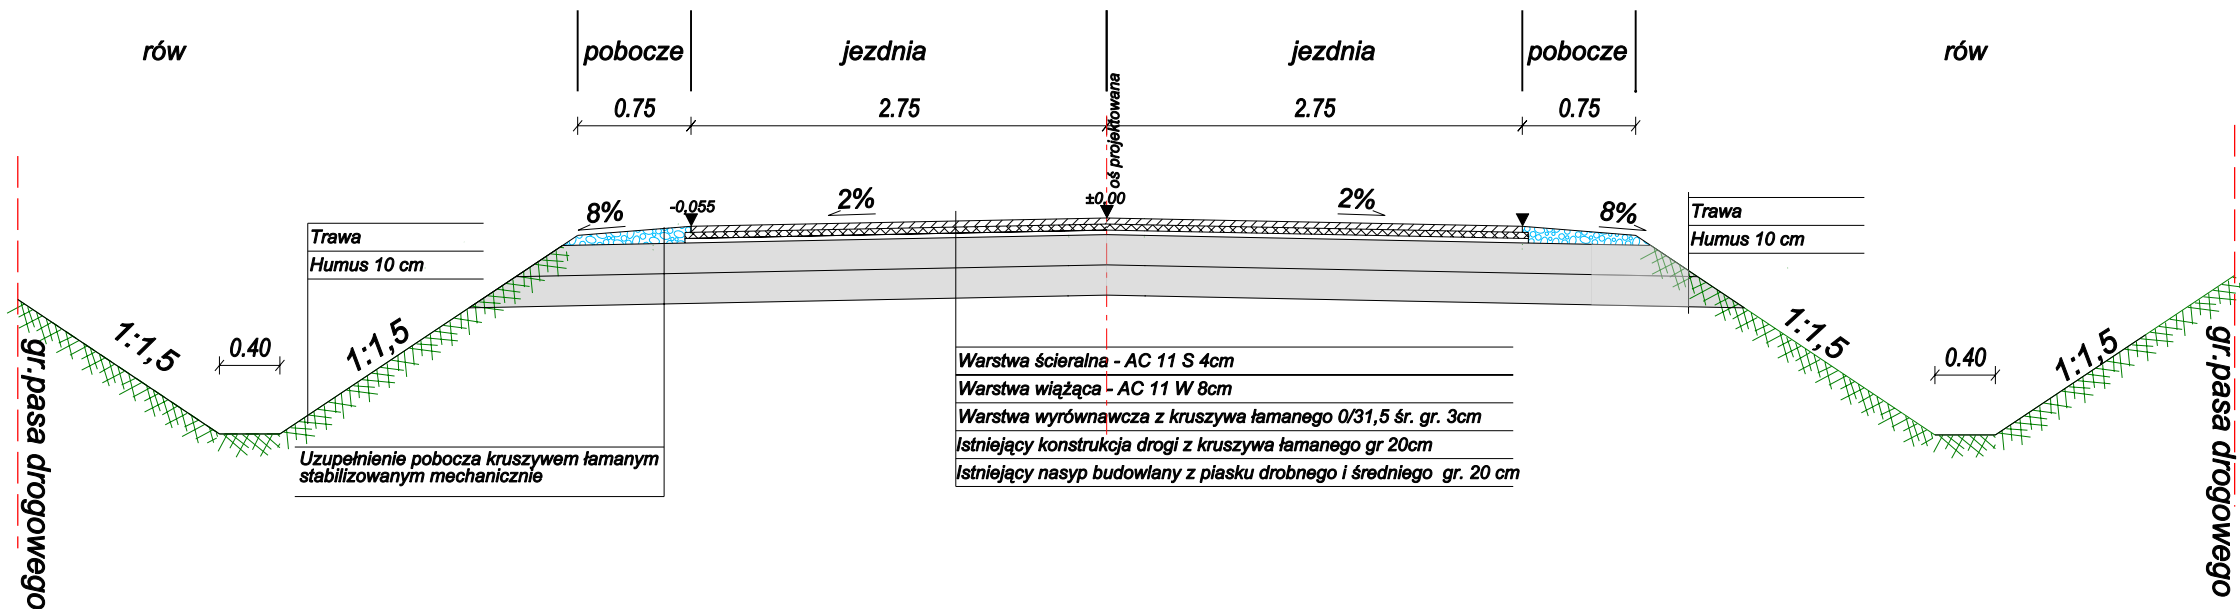 rów
pobocze
jezdnia
jezdnia
pobocze
rów
0.75
2.75
2.75
0.75
oś projektowana
8%
-0.055
2%
±0.00
2%
8%
Trawa
Humus 10 cm
Trawa
Humus 10 cm
1:1,5
0.40
1:1,5
1:1,5
0.40
1:1,5
gr.pasa drogowego
gr.pasa drogowego
Warstwa ścieralna - AC 11 S 4cm
Warstwa wiążąca - AC 11 W 8cm
Warstwa wyrównawcza z kruszywa łamanego 0/31,5 śr. gr. 3cm
Istniejący konstrukcja drogi z kruszywa łamanego gr 20cm
Istniejący nasyp budowlany z piasku drobnego i średniego gr. 20 cm
Uzupełnienie pobocza kruszywem łamanym
stabilizowanym mechanicznie